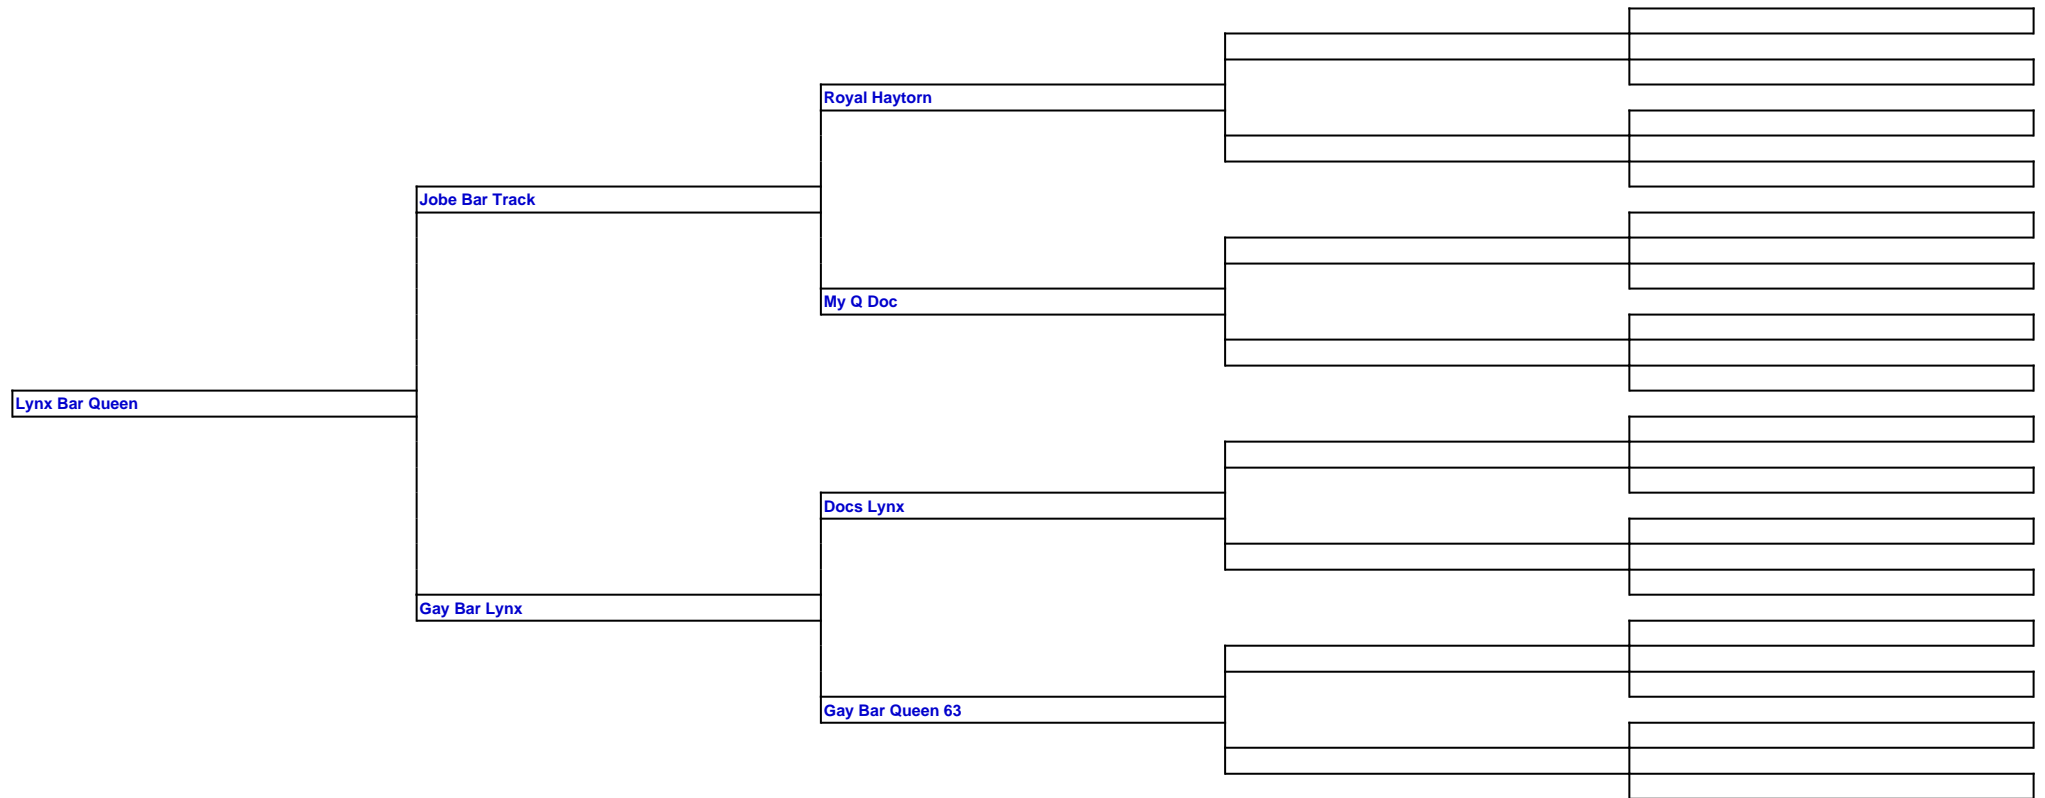 Royal Haytorn
Jobe Bar Track
My Q Doc
Lynx Bar Queen
Docs Lynx
Gay Bar Lynx
Gay Bar Queen 63